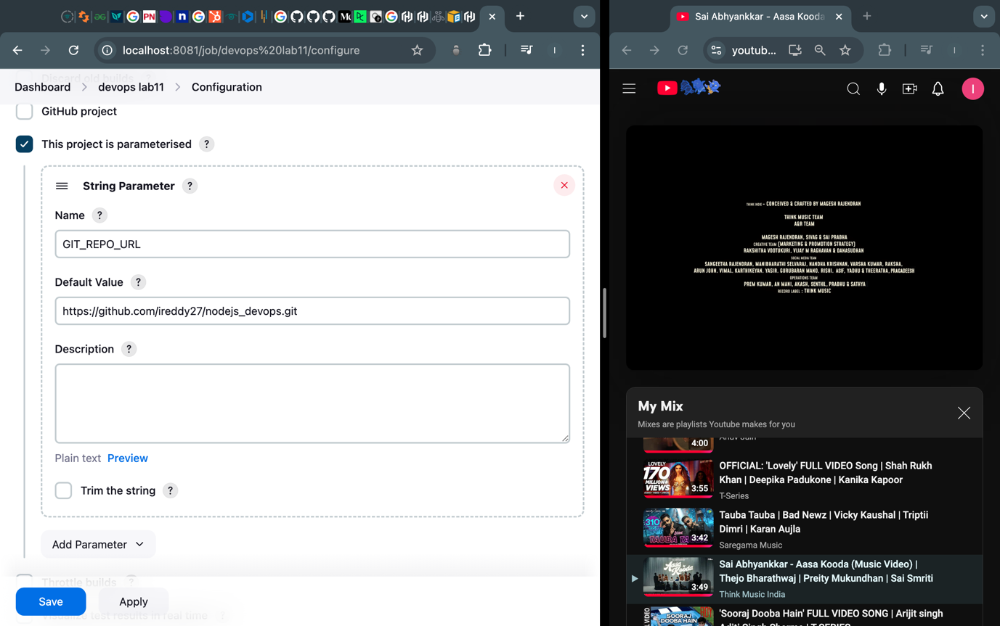 localhost:8081/job/devops%20lab11/configure
Discard old builds ?
Dashboard > devops lab11 > Configuration
GitHub project
This project is parameterised ?
String Parameter ?
Name ?
GIT_REPO_URL
Default Value ?
https://github.com/ireddy27/nodejs_devops.git
Description ?
Plain text Preview
Trim the string ?
Add Parameter
Throttle builds ?
Save Apply
Visualize test results in real time ?
Sai Abhyankkar - Aasa Kooda
youtub...
I
THINK INDIE - CONCEIVED & CRAFTED BY MAGESH RAJENDRAN
THINK MUSIC TEAM
A&R TEAM
MAGESH RAJENDRAN, SIVAG & SAI PRABHA
CREATIVE TEAM (MARKETING & PROMOTION STRATEGY)
RAKSHITHA VOOTUKURI, VIJAY M RAGHAVAN & DANASUDHAN
SOCIAL MEDIA TEAM
SANGEETHA RAJENDRAN, MANIBHARATHI SELVARAJ, NANDHA KRISHNAN, VARSHA KUMAR, RAKSHA,
ARUN JOHN, VIMAL, KARTHIKEYAN, YASIR, GURUBARAN MANO, RISHI, ASIF, YADHU & THEERATHA, PRAGADEESH
OPERATIONS TEAM
PREM KUMAR, AN MANI, AKASH, SENTHIL, PRABHU & SATHYA
RECORD LABEL : THINK MUSIC
My Mix
Mixes are playlists Youtube makes for you
4:00
LOVELY
170
MILLION+
VIEWS
3:55
OFFICIAL: 'Lovely' FULL VIDEO Song | Shah Rukh
Khan | Deepika Padukone | Kanika Kapoor
T-Series
310
TAUBA TA
3:42
Tauba Tauba | Bad Newz | Vicky Kaushal | Triptii
Dimri | Karan Aujla
Saregama Music
Aasa
Kooda
3:49
Sai Abhyankkar - Aasa Kooda (Music Video) |
Thejo Bharathwaj | Preity Mukundhan | Sai Smriti
Think Music India
SOORAJ
DOOBA HAIN
'Sooraj Dooba Hain' FULL VIDEO SONG | Arijit singh